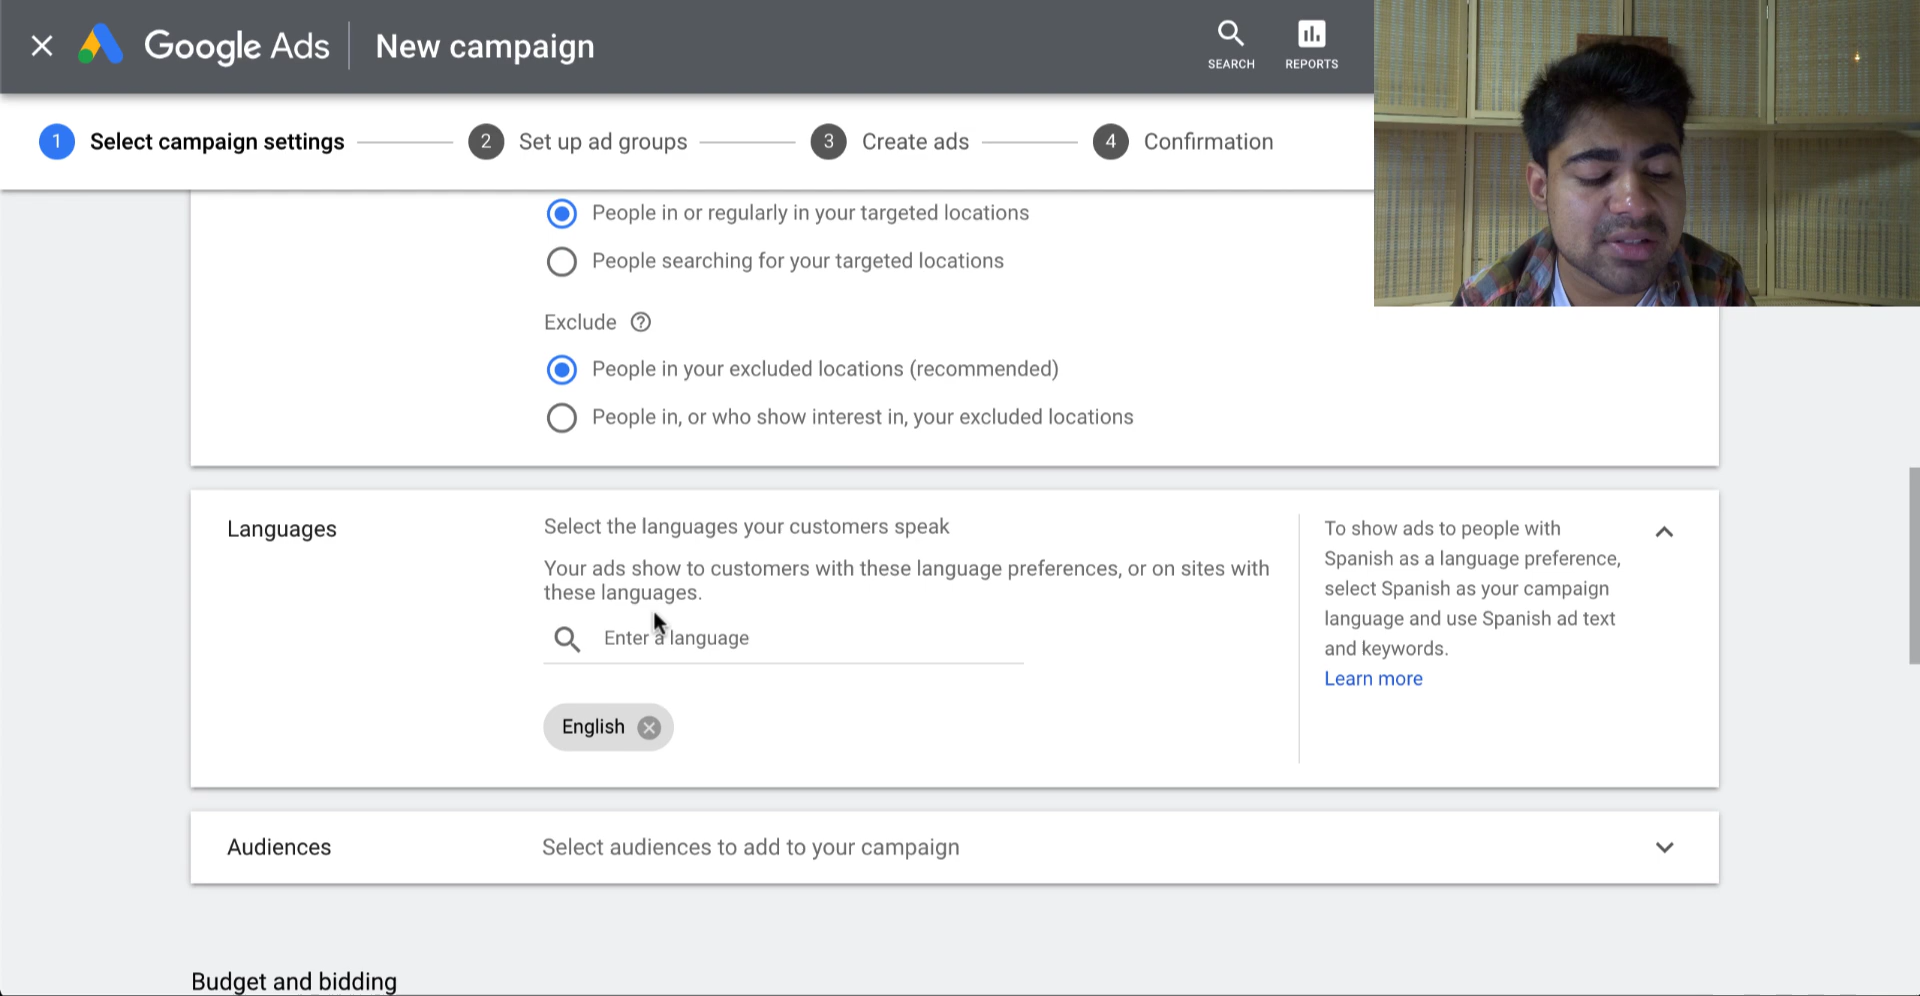 Google Ads
New campaign
SEARCH
REPORTS
1
Select campaign settings
2
Set up ad groups
3
Create ads
4
Confirmation
People in or regularly in your targeted locations
People searching for your targeted locations
Exclude
People in your excluded locations (recommended)
People in, or who show interest in, your excluded locations
Languages
Select the languages your customers speak
Your ads show to customers with these language preferences, or on sites with
these languages.
Enter a language
English
To show ads to people with
Spanish as a language preference,
select Spanish as your campaign
language and use Spanish ad text
and keywords.
Learn more
Audiences
Select audiences to add to your campaign
Budget and bidding